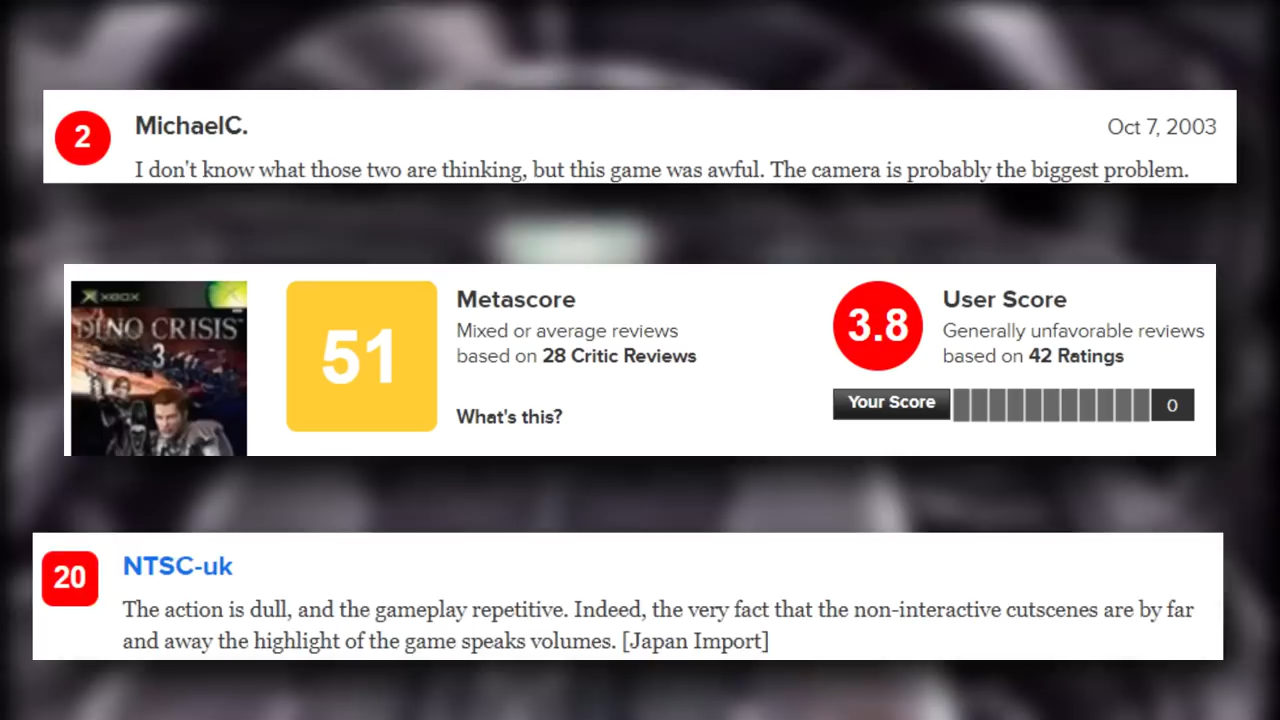 2
MichaelC.
Oct 7, 2003
I don't know what those two are thinking, but this game was awful. The camera is probably the biggest problem.
XBOX
DINO CRISIS
3
51
Metascore
Mixed or average reviews
based on 28 Critic Reviews
What's this?
3.8
User Score
Generally unfavorable reviews
based on 42 Ratings
Your Score
0
20
NTSC-uk
The action is dull, and the gameplay repetitive. Indeed, the very fact that the non-interactive cutscenes are by far
and away the highlight of the game speaks volumes. [Japan Import]